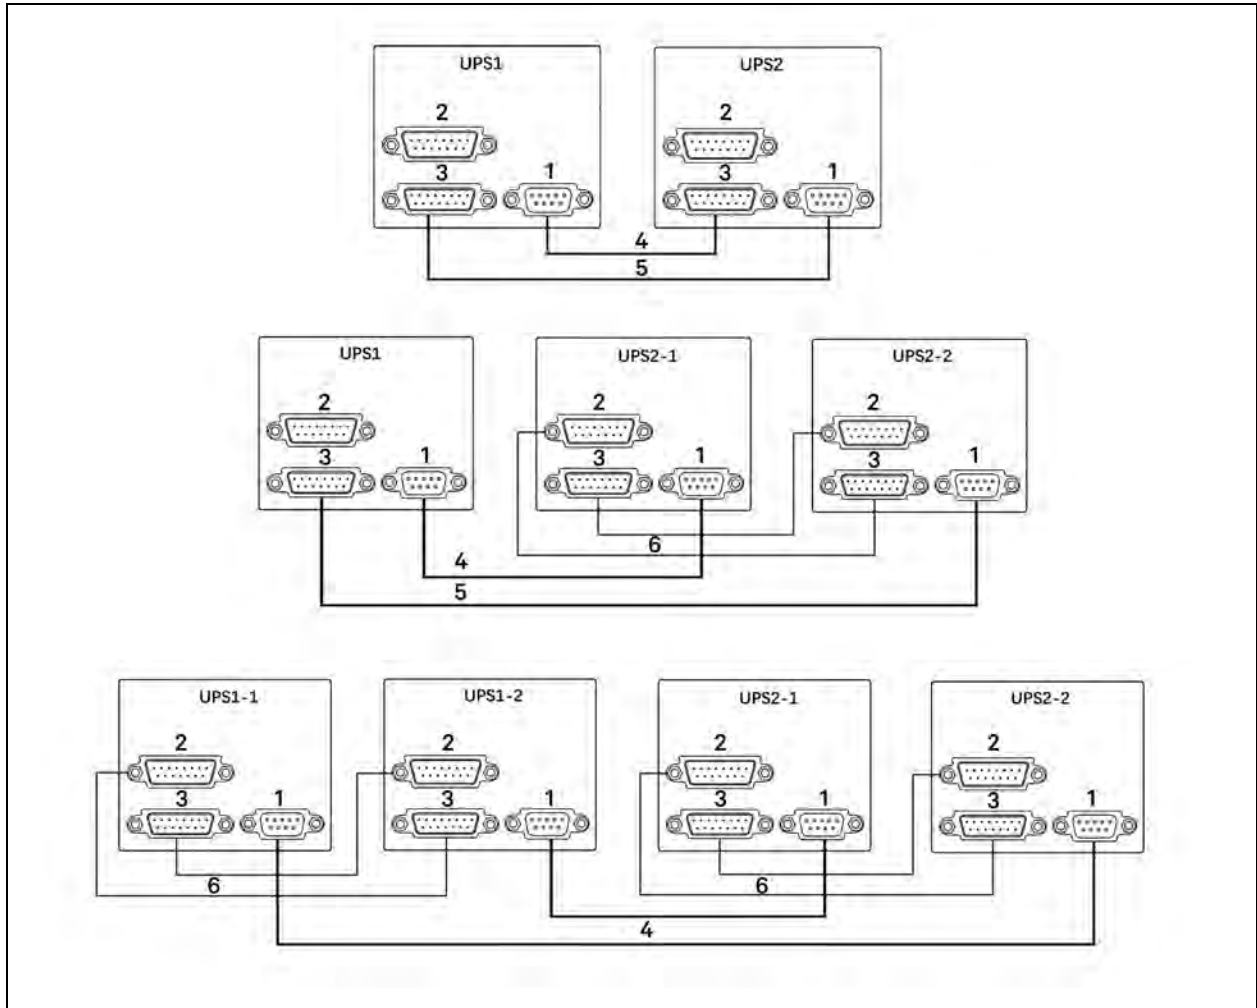 UPS1 UPS2
2 2
3 1 3 1
4
5
UPS1 UPS2-1 UPS2-2
2 2 2
3 1 3 1 3 1
6
4
5
UPS1-1 UPS1-2 UPS2-1 UPS2-2
2 2 2 2
3 1 3 1 3 1 3 1
6 6
4